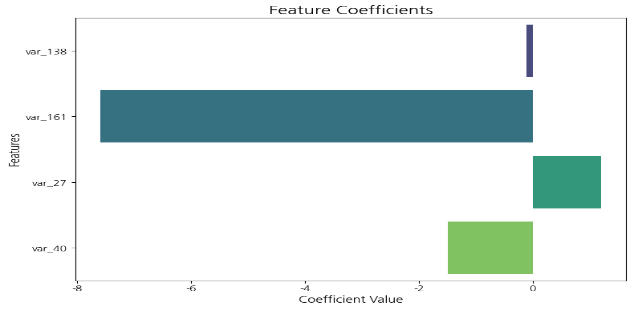 Feature Coefficients
var_138
var_161
var_27
var_40
Features
-8 -6 -4 -2 0
Coefficient Value